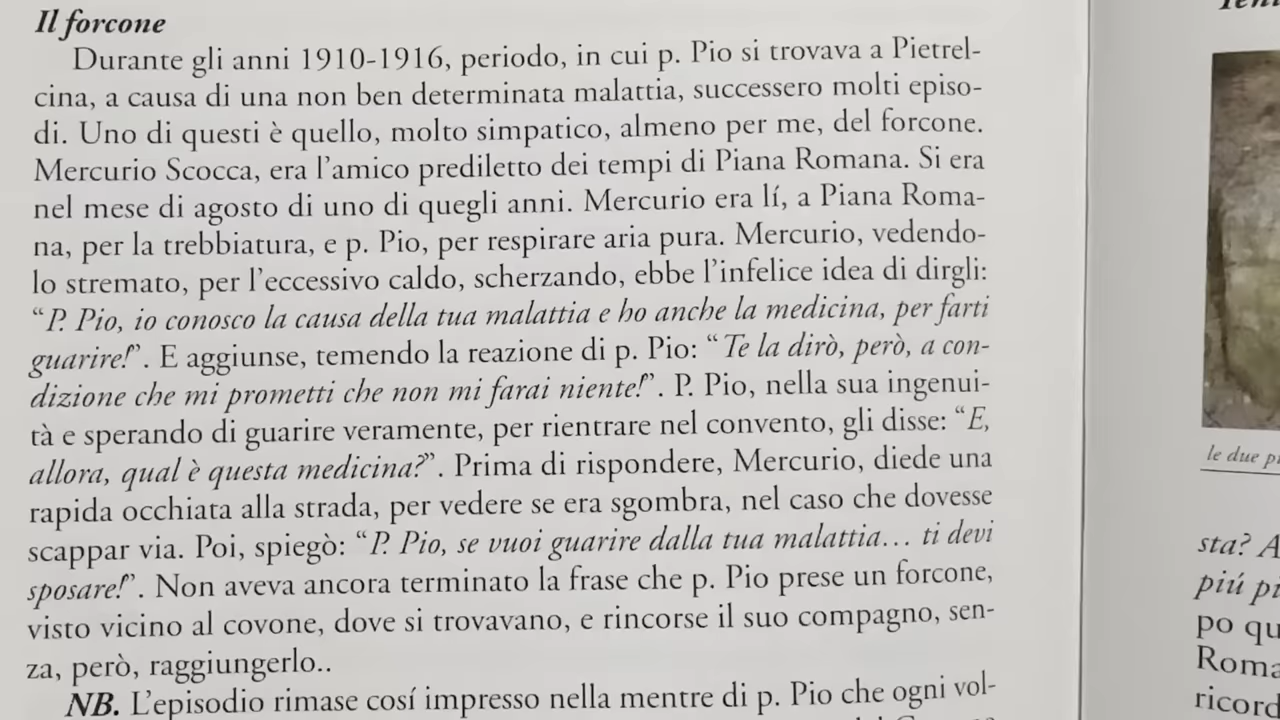 Il forcone
Durante gli anni 1910-1916, periodo, in cui p. Pio si trovava a Pietrel-
cina, a causa di una non ben determinata malattia, successero molti episo-
di. Uno di questi è quello, molto simpatico, almeno per me, del forcone.
Mercurio Scocca, era l'amico prediletto dei tempi di Piana Romana. Si era
nel mese di agosto di uno di quegli anni. Mercurio era lí, a Piana Roma-
na, per la trebbiatura, e p. Pio, per respirare aria pura. Mercurio, vedendo-
lo stremato, per l'eccessivo caldo, scherzando, ebbe l'infelice idea di dirgli:
“P. Pio, io conosco la causa della tua malattia e ho anche la medicina, per farti
guarire!”. E aggiunse, temendo la reazione di p. Pio: “Te la dirò, però, a con-
dizione che mi prometti che non mi farai niente!”. P. Pio, nella sua ingenui-
tà e sperando di guarire veramente, per rientrare nel convento, gli disse: “E,
allora, qual è questa medicina?”. Prima di rispondere, Mercurio, diede una
rapida occhiata alla strada, per vedere se era sgombra, nel caso che dovesse
scappar via. Poi, spiegò: “P. Pio, se vuoi guarire dalla tua malattia… ti devi
sposare!”. Non aveva ancora terminato la frase che p. Pio prese un forcone,
visto vicino al covone, dove si trovavano, e rincorse il suo compagno, sen-
za, però, raggiungerlo..
NB. L'episodio rimase cosí impresso nella mentre di p. Pio che ogni vol-
le due
sta? A
piú
po
Roma